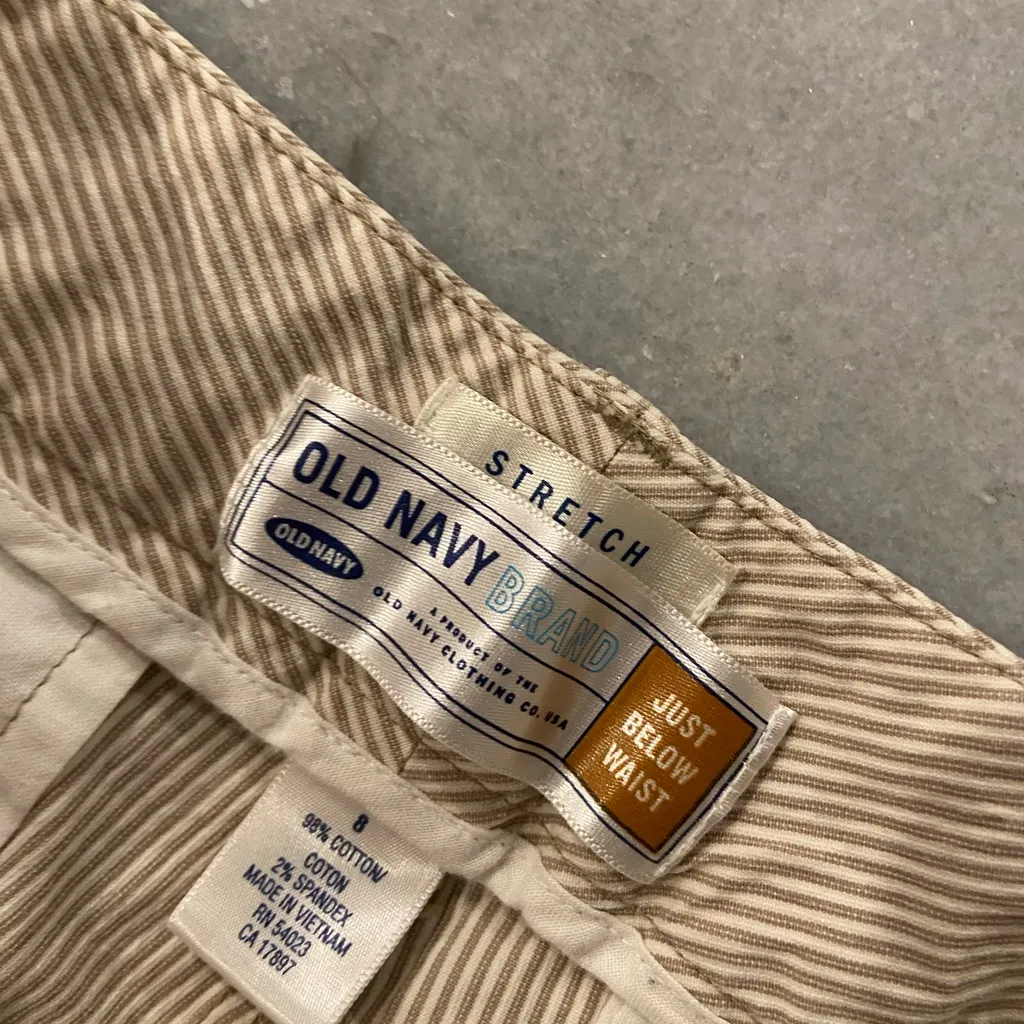 STRETCH
OLD NAVY BRAND
OLD NAVY
A PRODUCT OF THE
OLD NAVY CLOTHING CO. USA
JUST
BELOW
WAIST
8
98% COTTON/
COTON
2% SPANDEX
MADE IN VIETNAM
RN 54023
CA 17897